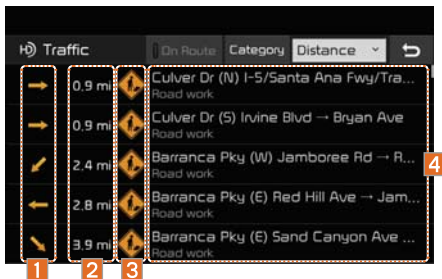 Traffic On Route Category Distance
0.9 mi Culver Dr (N) I-5/Santa Ana Fwy/Tra...
Road work
0.9 mi Culver Dr (S) Irvine Blvd → Bryan Ave
Road work
2.4 mi Barranca Pky (W) Jamboree Rd → R...
Road work
2.8 mi Barranca Pky (E) Red Hill Ave → Jam...
Road work
3.9 mi Barranca Pky (E) Sand Canyon Ave ...
Road work
4
1 2 3